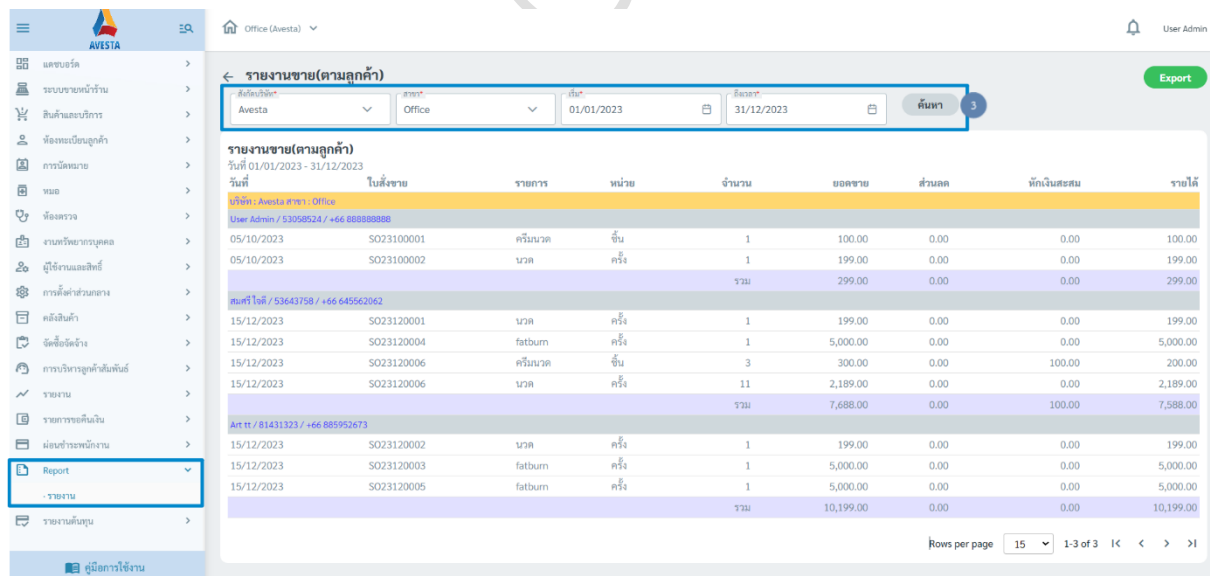 AVESTA
Office (Avesta)
User Admin
แดชบอร์ด
ระบบขายหน้าร้าน
สินค้าและบริการ
ห้องทะเบียนลูกค้า
การนัดหมาย
หมอ
ห้องตรวจ
งานทรัพยากรบุคคล
ผู้ใช้งานและสิทธิ์
การตั้งค่าส่วนกลาง
คลังสินค้า
จัดซื้อจัดจ้าง
การบริหารลูกค้าสัมพันธ์
รายงาน
รายการขอคืนเงิน
ผ่อนชำระพนักงาน
Report
- รายงาน
รายงานต้นทุน
คู่มือการใช้งาน
รายงานขาย(ตามลูกค้า)
Export
สังกัดบริษัท* สาขา* เริ่ม* ถึงเวลา*
Avesta Office 01/01/2023 31/12/2023 ค้นหา 3
รายงานขาย(ตามลูกค้า)
วันที่ 01/01/2023 - 31/12/2023
วันที่ ใบสั่งขาย รายการ หน่วย จำนวน ยอดขาย ส่วนลด หักเงินสะสม รายได้
บริษัท : Avesta สาขา : Office
User Admin / 53058524 / +66 888888888
05/10/2023 SO23100001 ครีมนวด ชิ้น 1 100.00 0.00 0.00 100.00
05/10/2023 SO23100002 นวด ครั้ง 1 199.00 0.00 0.00 199.00
รวม 299.00 0.00 0.00 299.00
สมศรี ใจดี / 53643758 / +66 645562062
15/12/2023 SO23120001 นวด ครั้ง 1 199.00 0.00 0.00 199.00
15/12/2023 SO23120004 fatburn ครั้ง 1 5,000.00 0.00 0.00 5,000.00
15/12/2023 SO23120006 ครีมนวด ชิ้น 3 300.00 0.00 100.00 200.00
15/12/2023 SO23120006 นวด ครั้ง 11 2,189.00 0.00 0.00 2,189.00
รวม 7,688.00 0.00 100.00 7,588.00
Art tt / 81431323 / +66 885952673
15/12/2023 SO23120002 นวด ครั้ง 1 199.00 0.00 0.00 199.00
15/12/2023 SO23120003 fatburn ครั้ง 1 5,000.00 0.00 0.00 5,000.00
15/12/2023 SO23120005 fatburn ครั้ง 1 5,000.00 0.00 0.00 5,000.00
รวม 10,199.00 0.00 0.00 10,199.00
Rows per page 15 1-3 of 3